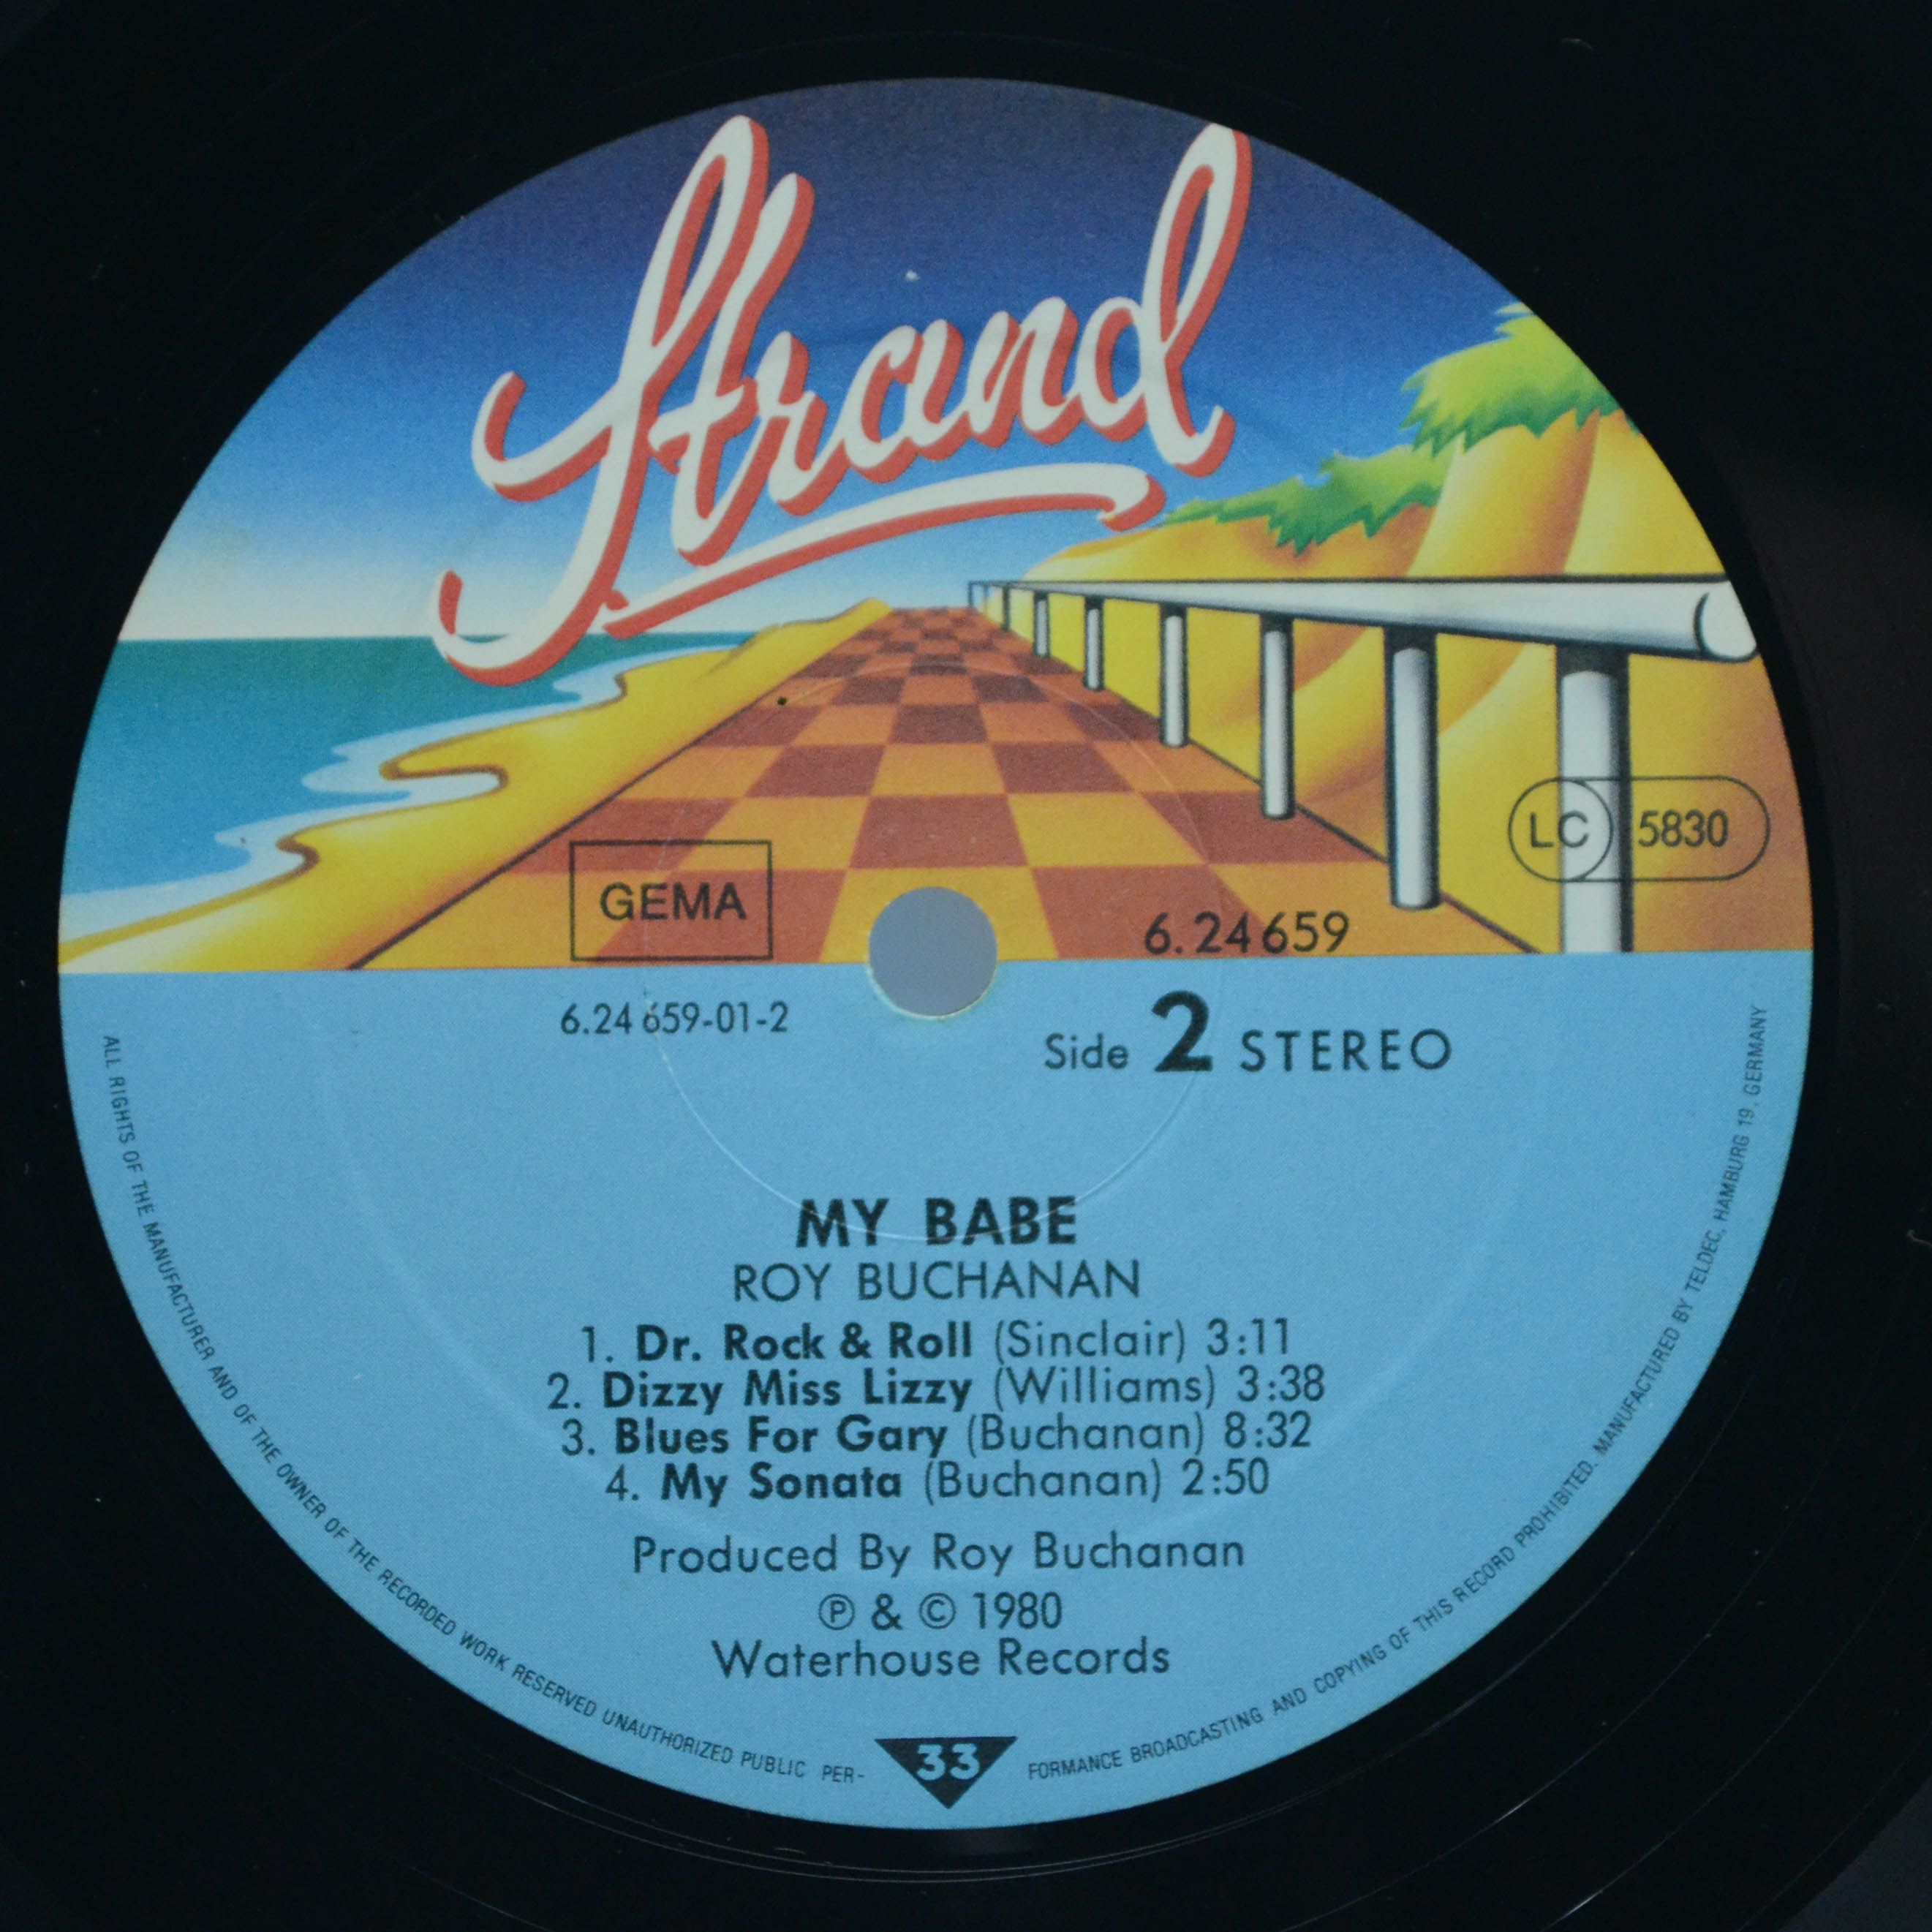 Strand
LC 5830
GEMA
6.24659
6.24 659-01-2
Side 2 STEREO
MY BABE
ROY BUCHANAN
1. Dr. Rock & Roll (Sinclair) 3:11
2. Dizzy Miss Lizzy (Williams) 3:38
3. Blues For Gary (Buchanan) 8:32
4. My Sonata (Buchanan) 2:50
Produced By Roy Buchanan
℗ & © 1980
Waterhouse Records
33
ALL RIGHTS OF THE MANUFACTURER AND OF THE OWNER OF THE RECORDED WORK RESERVED UNAUTHORIZED PUBLIC PER-
FORMANCE BROADCASTING AND COPYING OF THIS RECORD PROHIBITED. MANUFACTURED BY TELDEC, HAMBURG 19. GERMANY